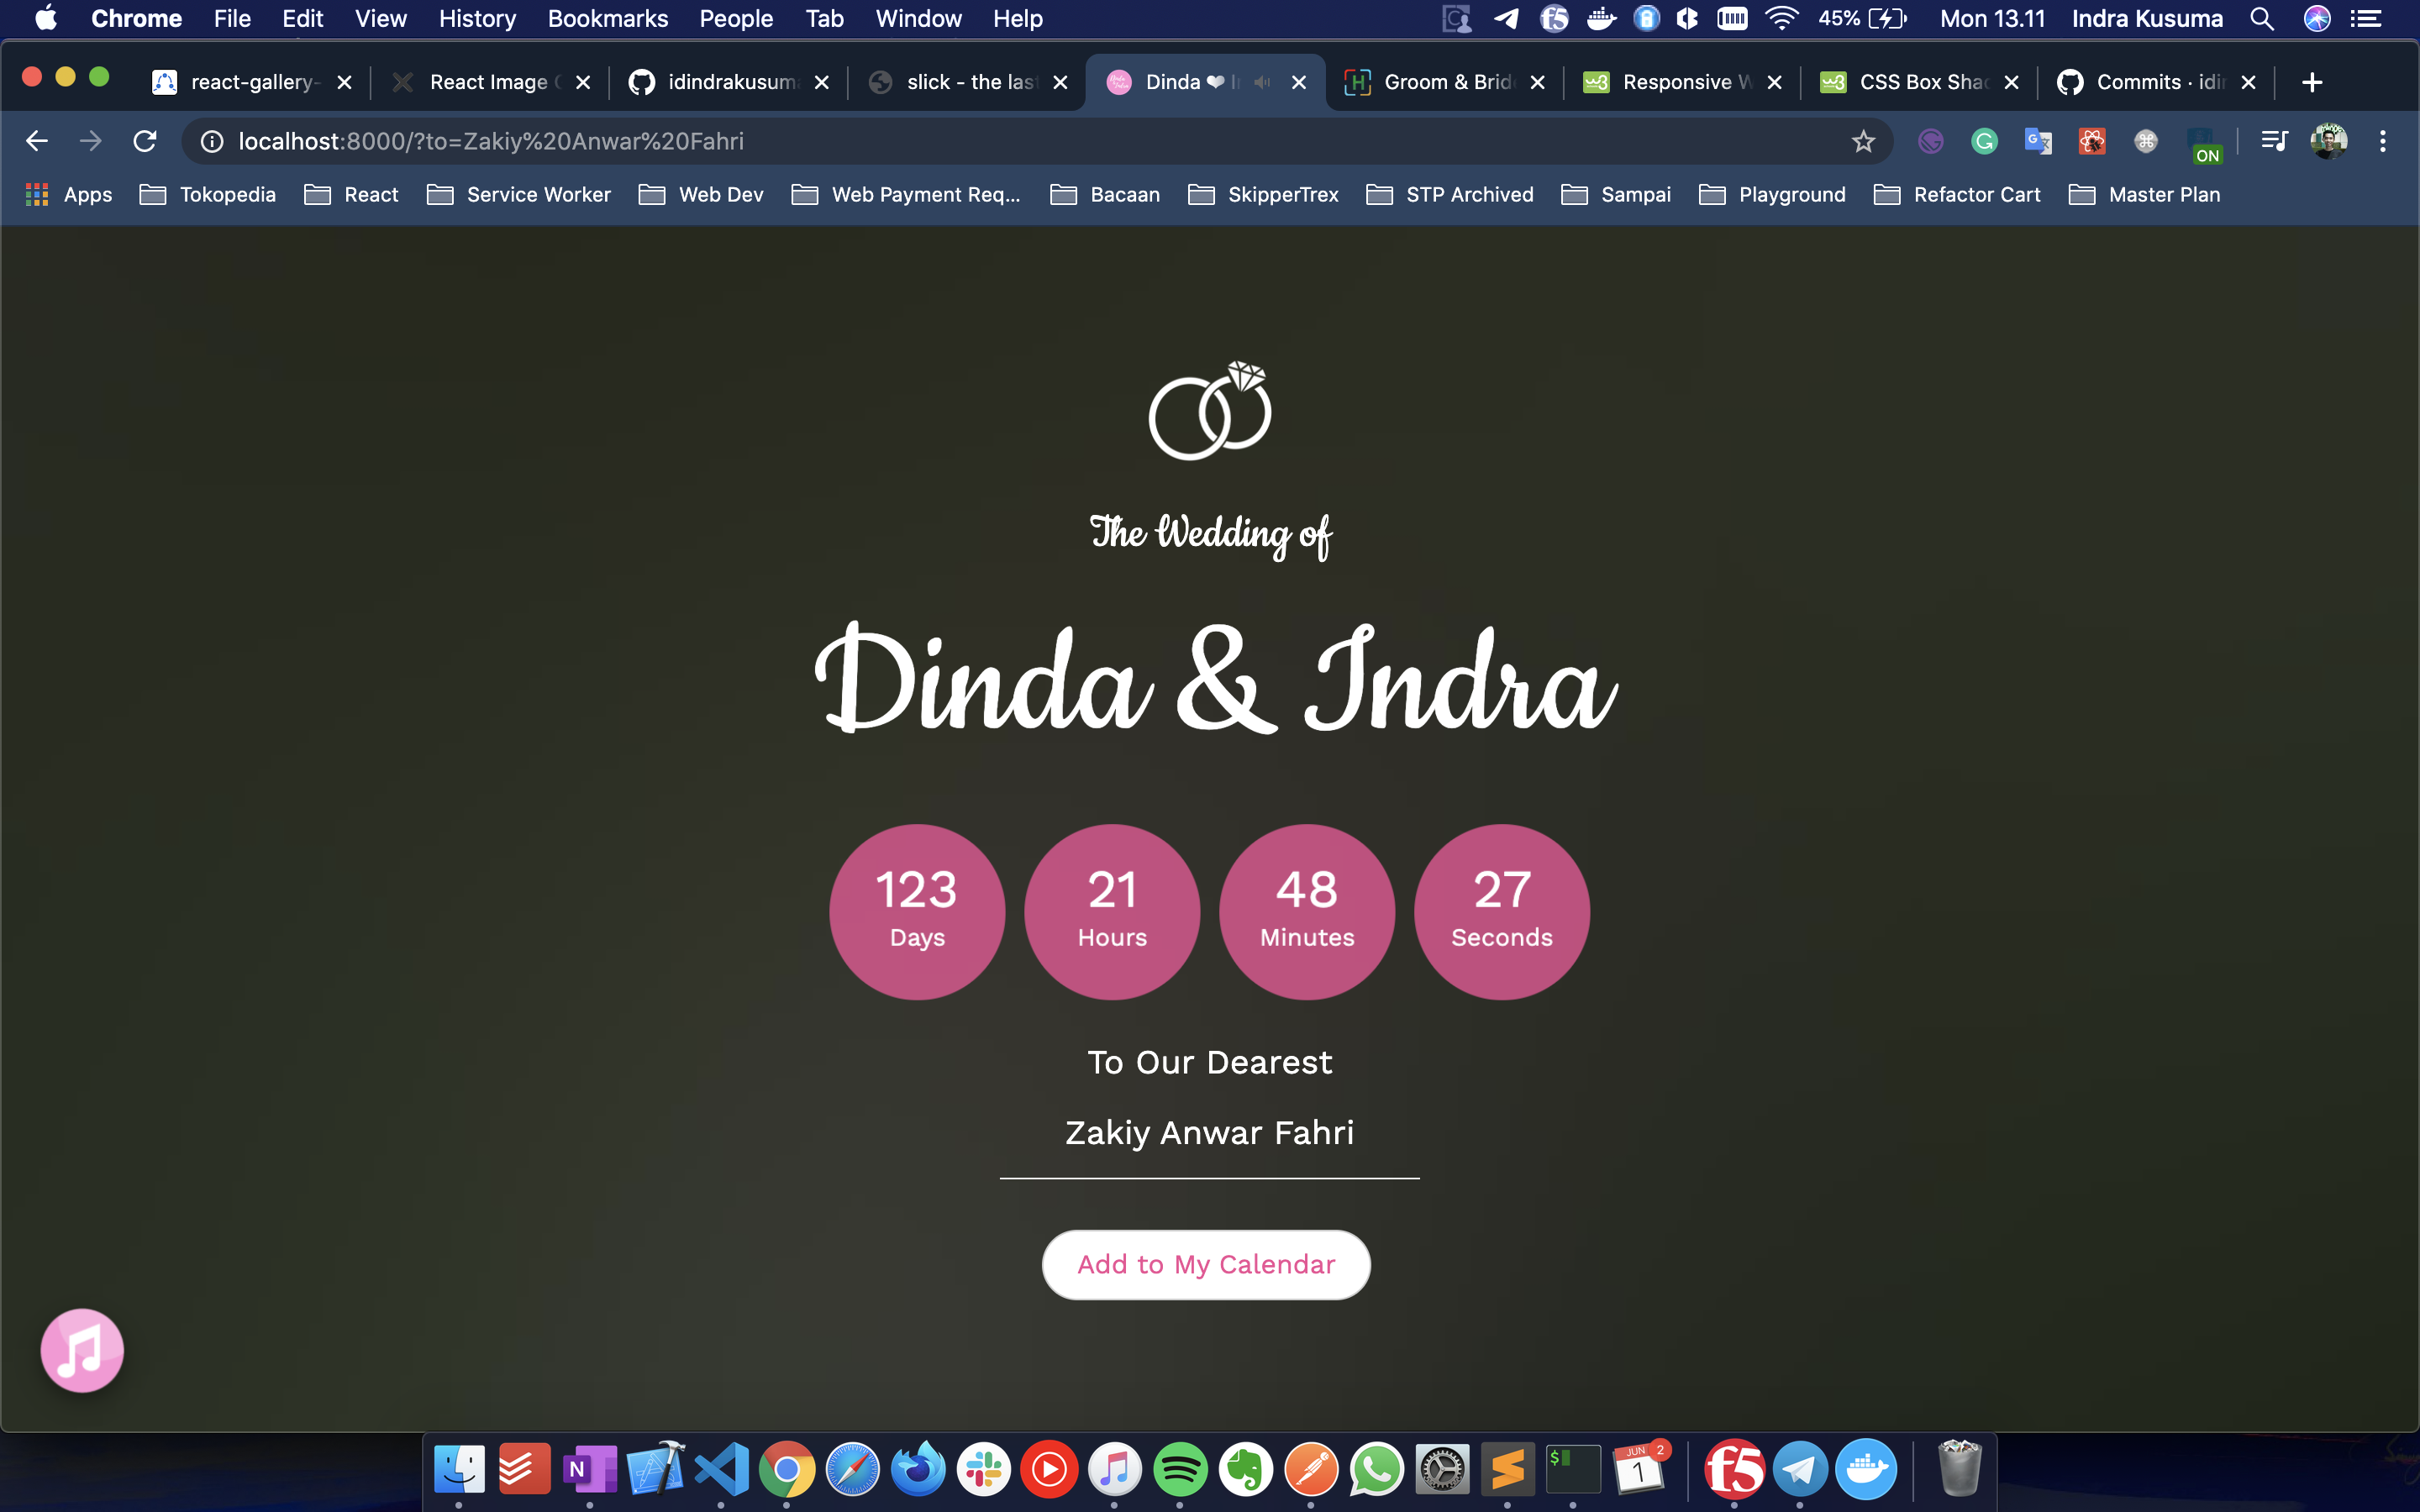 Chrome File Edit View History Bookmarks People Tab Window Help 45% Mon 13.11 Indra Kusuma
react-gallery- React Image idindrakusum slick - the las Dinda ❤ Groom & Brid Responsive CSS Box Sha Commits · idi
localhost:8000/?to=Zakiy%20Anwar%20Fahri
ON
Apps Tokopedia React Service Worker Web Dev Web Payment Req... Bacaan SkipperTrex STP Archived Sampai Playground Refactor Cart Master Plan
The Wedding of
Dinda & Indra
123 21 48 27
Days Hours Minutes Seconds
To Our Dearest
Zakiy Anwar Fahri
Add to My Calendar
JUN 2
N $ 1 f5